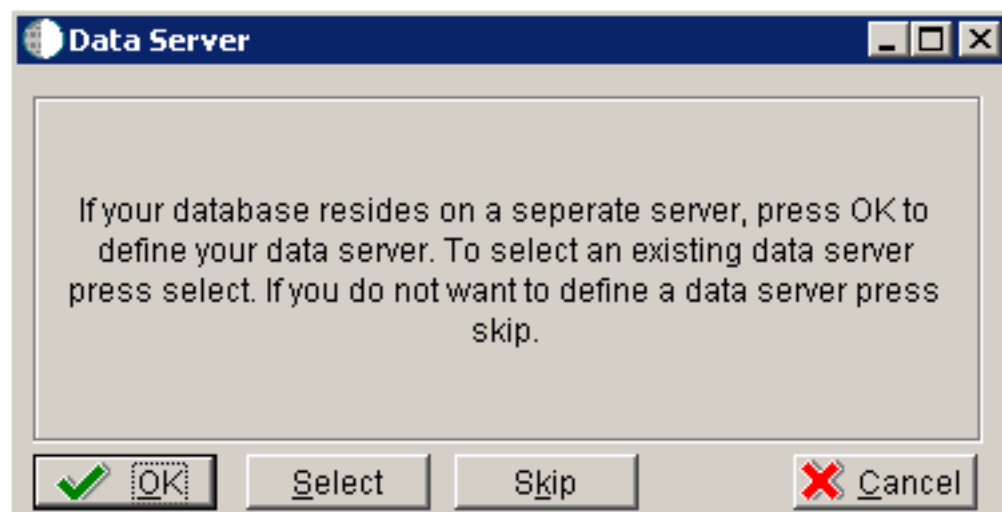 Data Server
If your database resides on a seperate server, press OK to
define your data server. To select an existing data server
press select. If you do not want to define a data server press
skip.
OK Select Skip Cancel